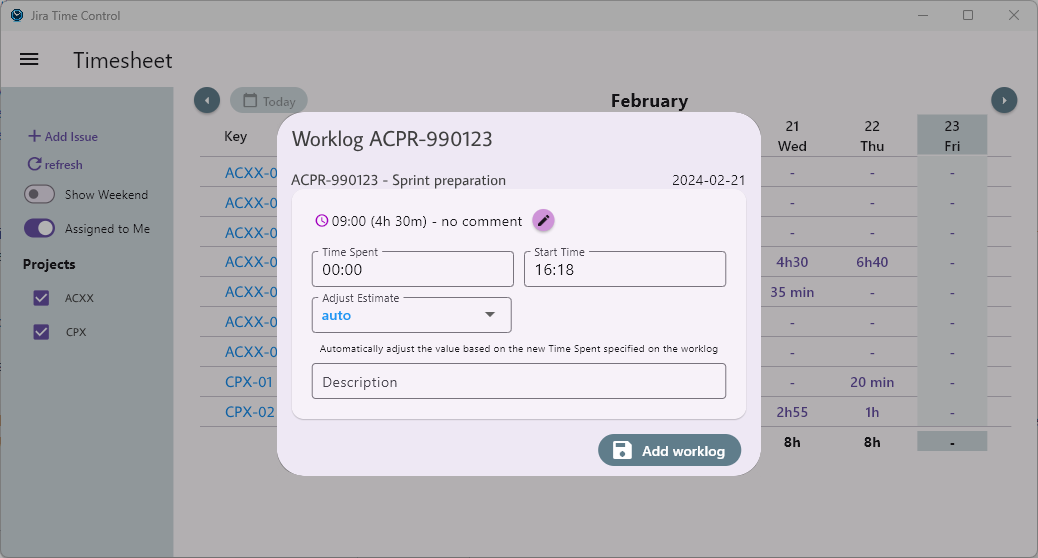 Jira Time Control
Timesheet
Add Issue
refresh
Show Weekend
Assigned to Me
Projects
ACXX
CPX
Today
February
Key
21 22 23
Wed Thu Fri
ACXX-0 - - -
ACXX-0 - - -
ACXX-0 - - -
ACXX-0 4h30 6h40 -
ACXX-0 35 min - -
ACXX-0 - - -
ACXX-0 - - -
CPX-01 - 20 min -
CPX-02 2h55 1h -
8h 8h -
Worklog ACPR-990123
ACPR-990123 - Sprint preparation 2024-02-21
09:00 (4h 30m) - no comment
Time Spent Start Time
00:00 16:18
Adjust Estimate
auto
Automatically adjust the value based on the new Time Spent specified on the worklog
Description
Add worklog